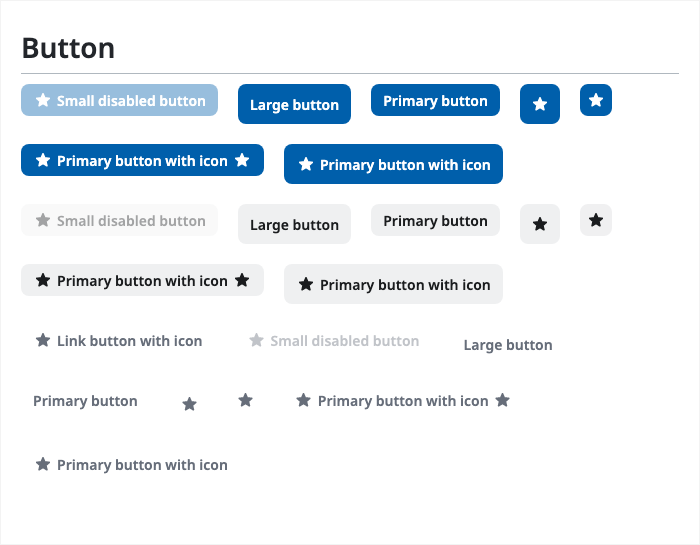 Button
Small disabled button Large button Primary button
Primary button with icon Primary button with icon
Small disabled button Large button Primary button
Primary button with icon Primary button with icon
Link button with icon Small disabled button Large button
Primary button Primary button with icon
Primary button with icon